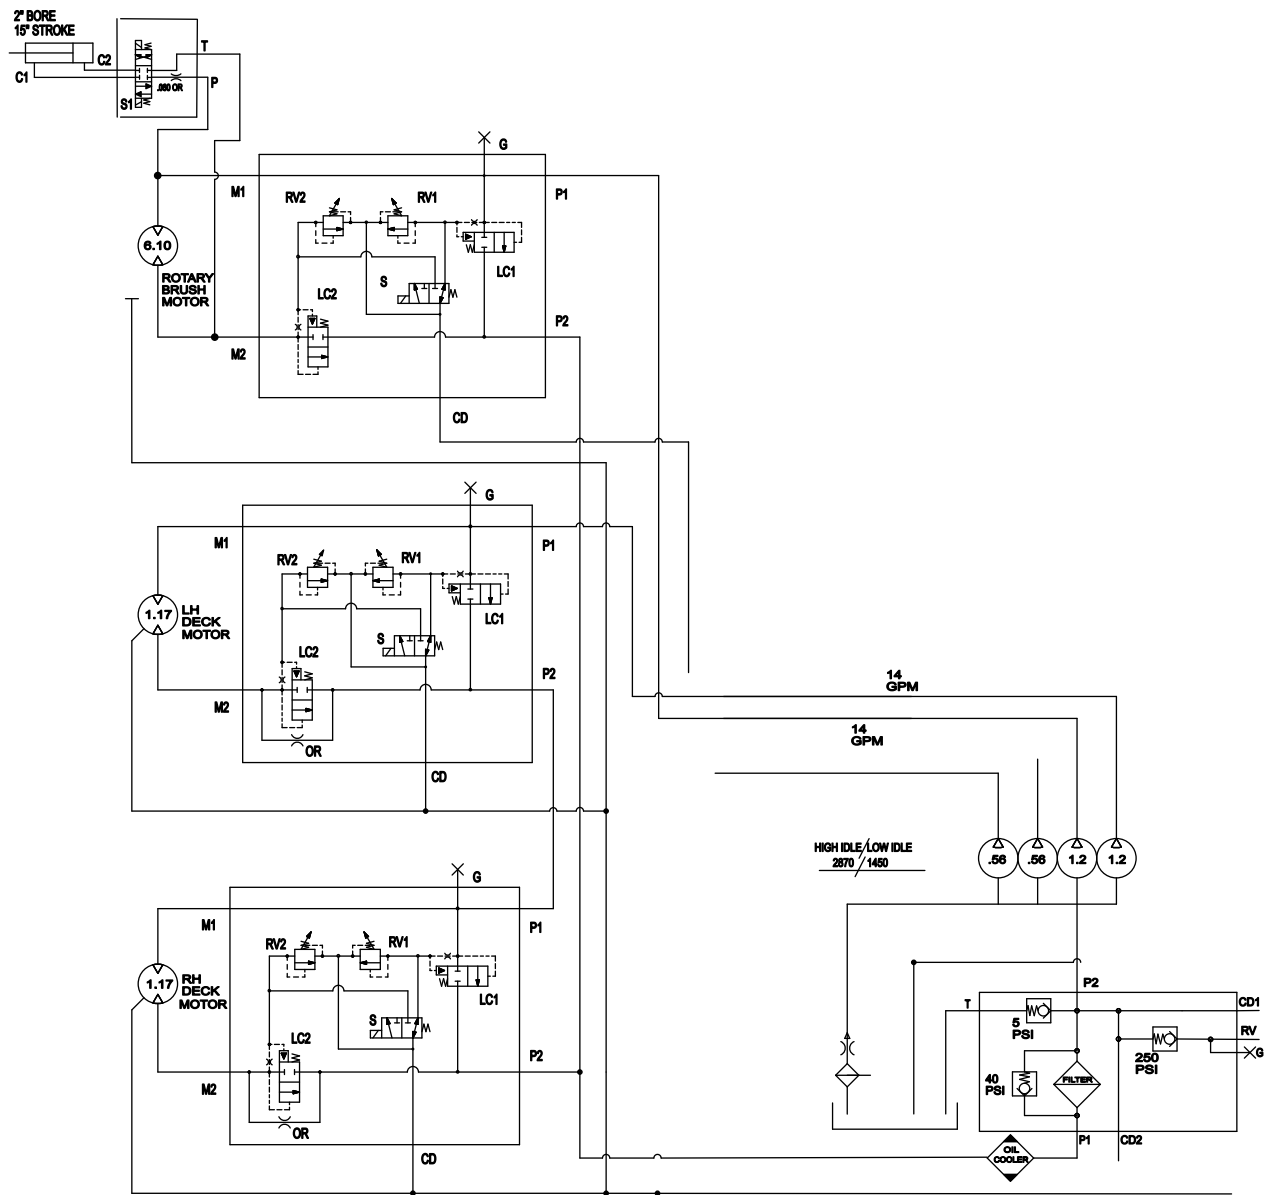 2" BORE
15" STROKE
C2
C1
S1
T
P
.060 OR
G
M1
P1
RV2
RV1
6.10
ROTARY
BRUSH
MOTOR
S
LC1
LC2
P2
M2
CD
G
M1
P1
RV2
RV1
1.17
LH
DECK
MOTOR
S
LC1
LC2
P2
M2
OR
CD
14
GPM
14
GPM
HIGH IDLE/LOW IDLE
2870/1450
.56
.56
1.2
1.2
G
M1
P1
RV2
RV1
1.17
RH
DECK
MOTOR
S
LC1
LC2
P2
M2
OR
CD
P2
T
CD1
5
PSI
RV
G
250
PSI
40
PSI
FILTER
P1
CD2
OIL
COOLER